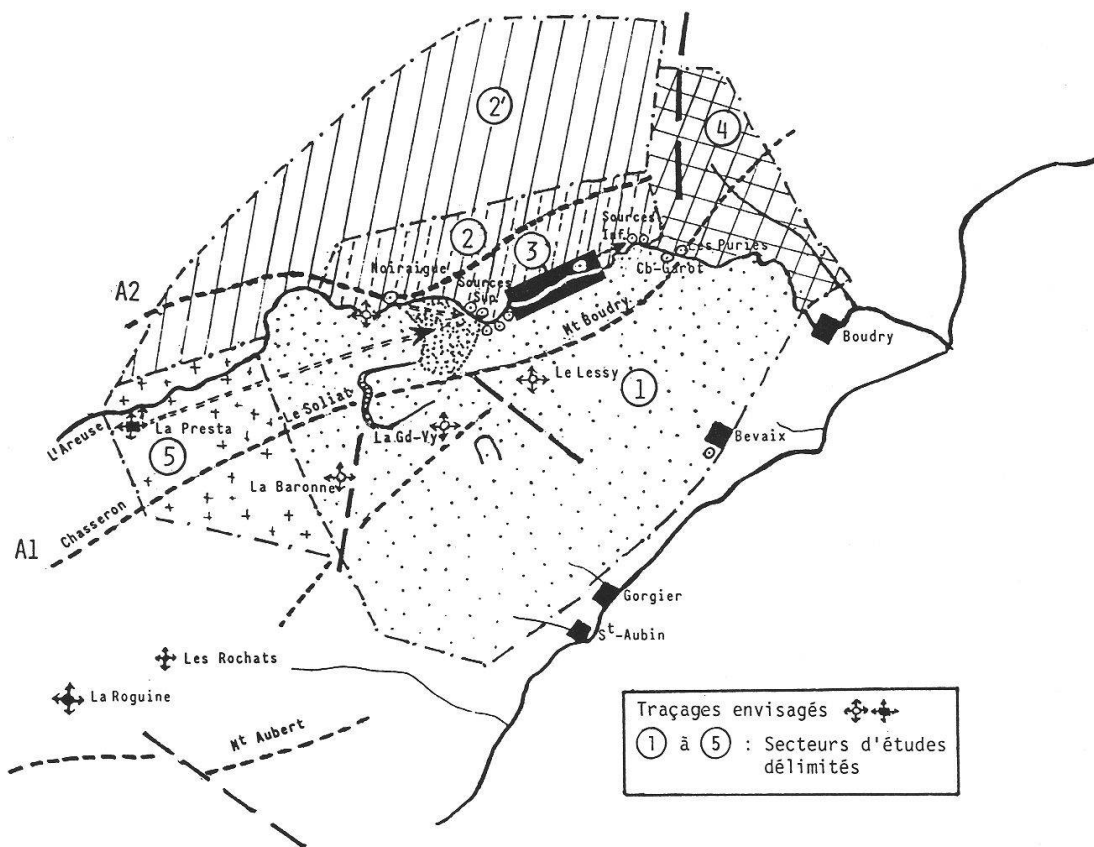 2'
4
2
3
Sources
Inf.
Les Puries
Cb-Garot
Noiraigue
Sources
Sup.
A2
Mt Boudry
Boudry
Le Lessy
1
Le Soliat
L'Areuse
La Presta
La Gd-Vy
Bevaix
5
La Baronne
Chasseron
A1
Gorgier
St-Aubin
Les Rochats
La Roguine
Mt Aubert
Traçages envisagés
1 à 5 : Secteurs d'études
délimités